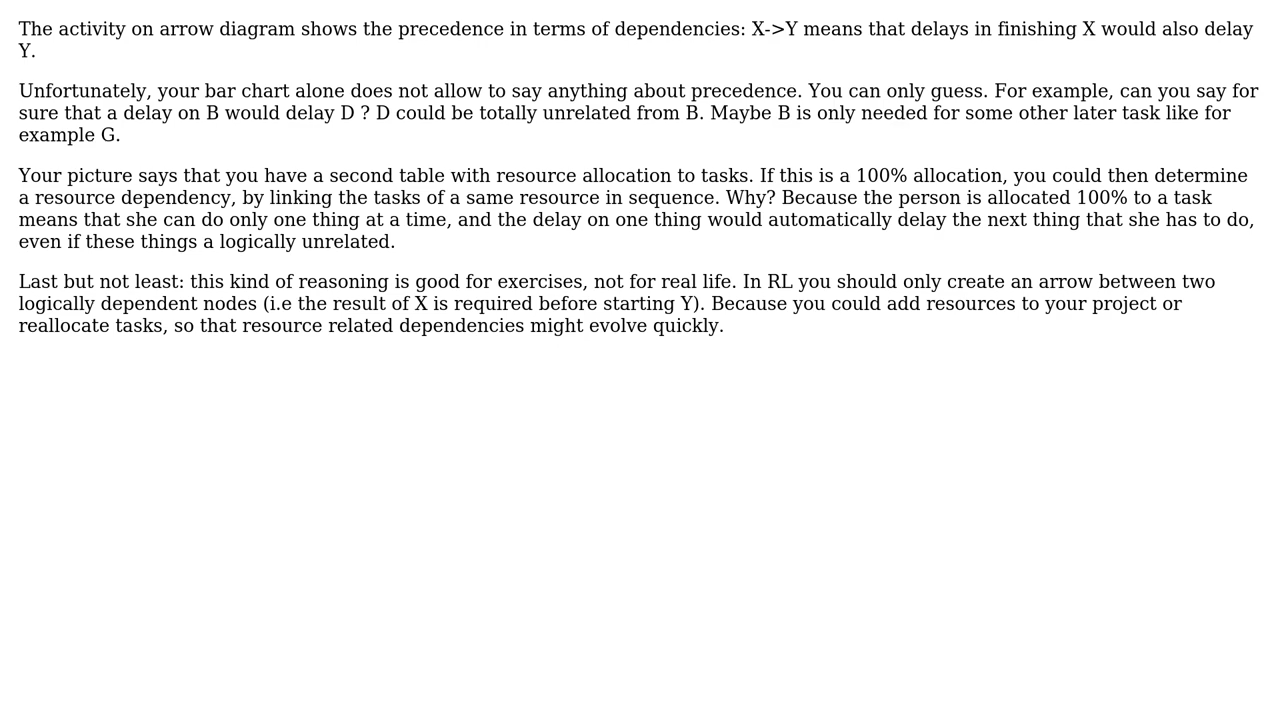 The activity on arrow diagram shows the precedence in terms of dependencies: X->Y means that delays in finishing X would also delay
Y.
Unfortunately, your bar chart alone does not allow to say anything about precedence. You can only guess. For example, can you say for
sure that a delay on B would delay D ? D could be totally unrelated from B. Maybe B is only needed for some other later task like for
example G.
Your picture says that you have a second table with resource allocation to tasks. If this is a 100% allocation, you could then determine
a resource dependency, by linking the tasks of a same resource in sequence. Why? Because the person is allocated 100% to a task
means that she can do only one thing at a time, and the delay on one thing would automatically delay the next thing that she has to do,
even if these things a logically unrelated.
Last but not least: this kind of reasoning is good for exercises, not for real life. In RL you should only create an arrow between two
logically dependent nodes (i.e the result of X is required before starting Y). Because you could add resources to your project or
reallocate tasks, so that resource related dependencies might evolve quickly.